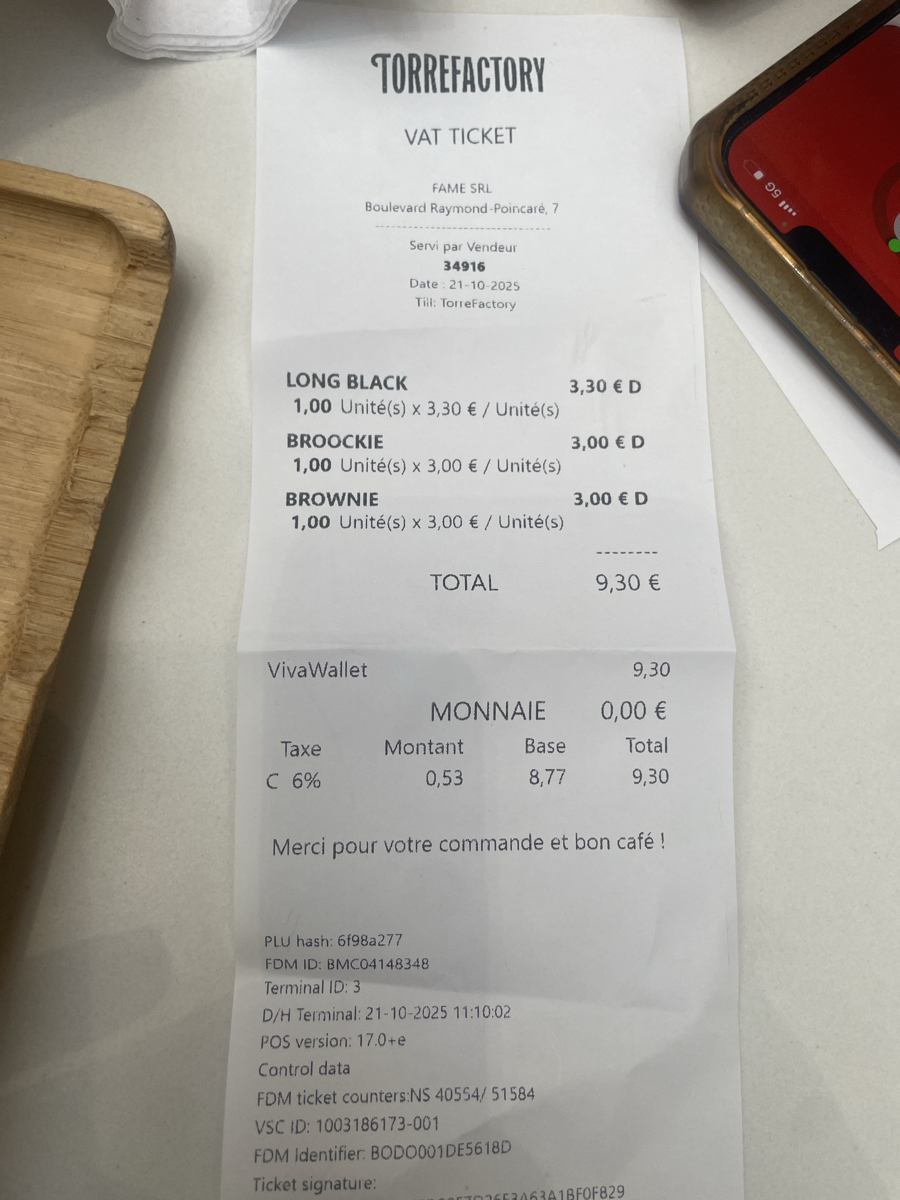 TORREFACTORY
VAT TICKET
FAME SRL
Boulevard Raymond-Poincaré, 7
Servi par Vendeur
34916
Date : 21-10-2025
Till: TorreFactory
LONG BLACK 3,30 € D
1,00 Unité(s) x 3,30 € / Unité(s)
BROOCKIE 3,00 € D
1,00 Unité(s) x 3,00 € / Unité(s)
BROWNIE 3,00 € D
1,00 Unité(s) x 3,00 € / Unité(s)
--------
TOTAL 9,30 €
VivaWallet 9,30
MONNAIE 0,00 €
Taxe Montant Base Total
C 6% 0,53 8,77 9,30
Merci pour votre commande et bon café !
PLU hash: 6f98a277
FDM ID: BMC04148348
Terminal ID: 3
D/H Terminal: 21-10-2025 11:10:02
POS version: 17.0+e
Control data
FDM ticket counters:NS 40554/ 51584
VSC ID: 1003186173-001
FDM Identifier: BODO001DE5618D
Ticket signature:
5G